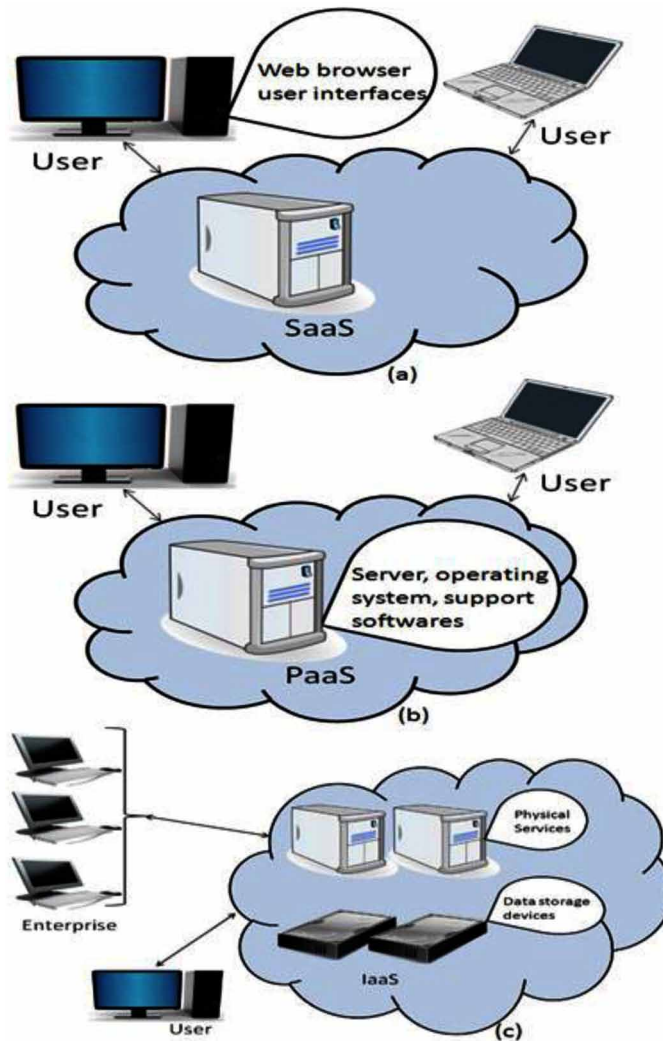 Web browser
user interfaces
User
User
SaaS
(a)
User
User
Server, operating
system, support
softwares
PaaS
(b)
Physical
Services
Enterprise
Data storage
devices
IaaS
User
(c)